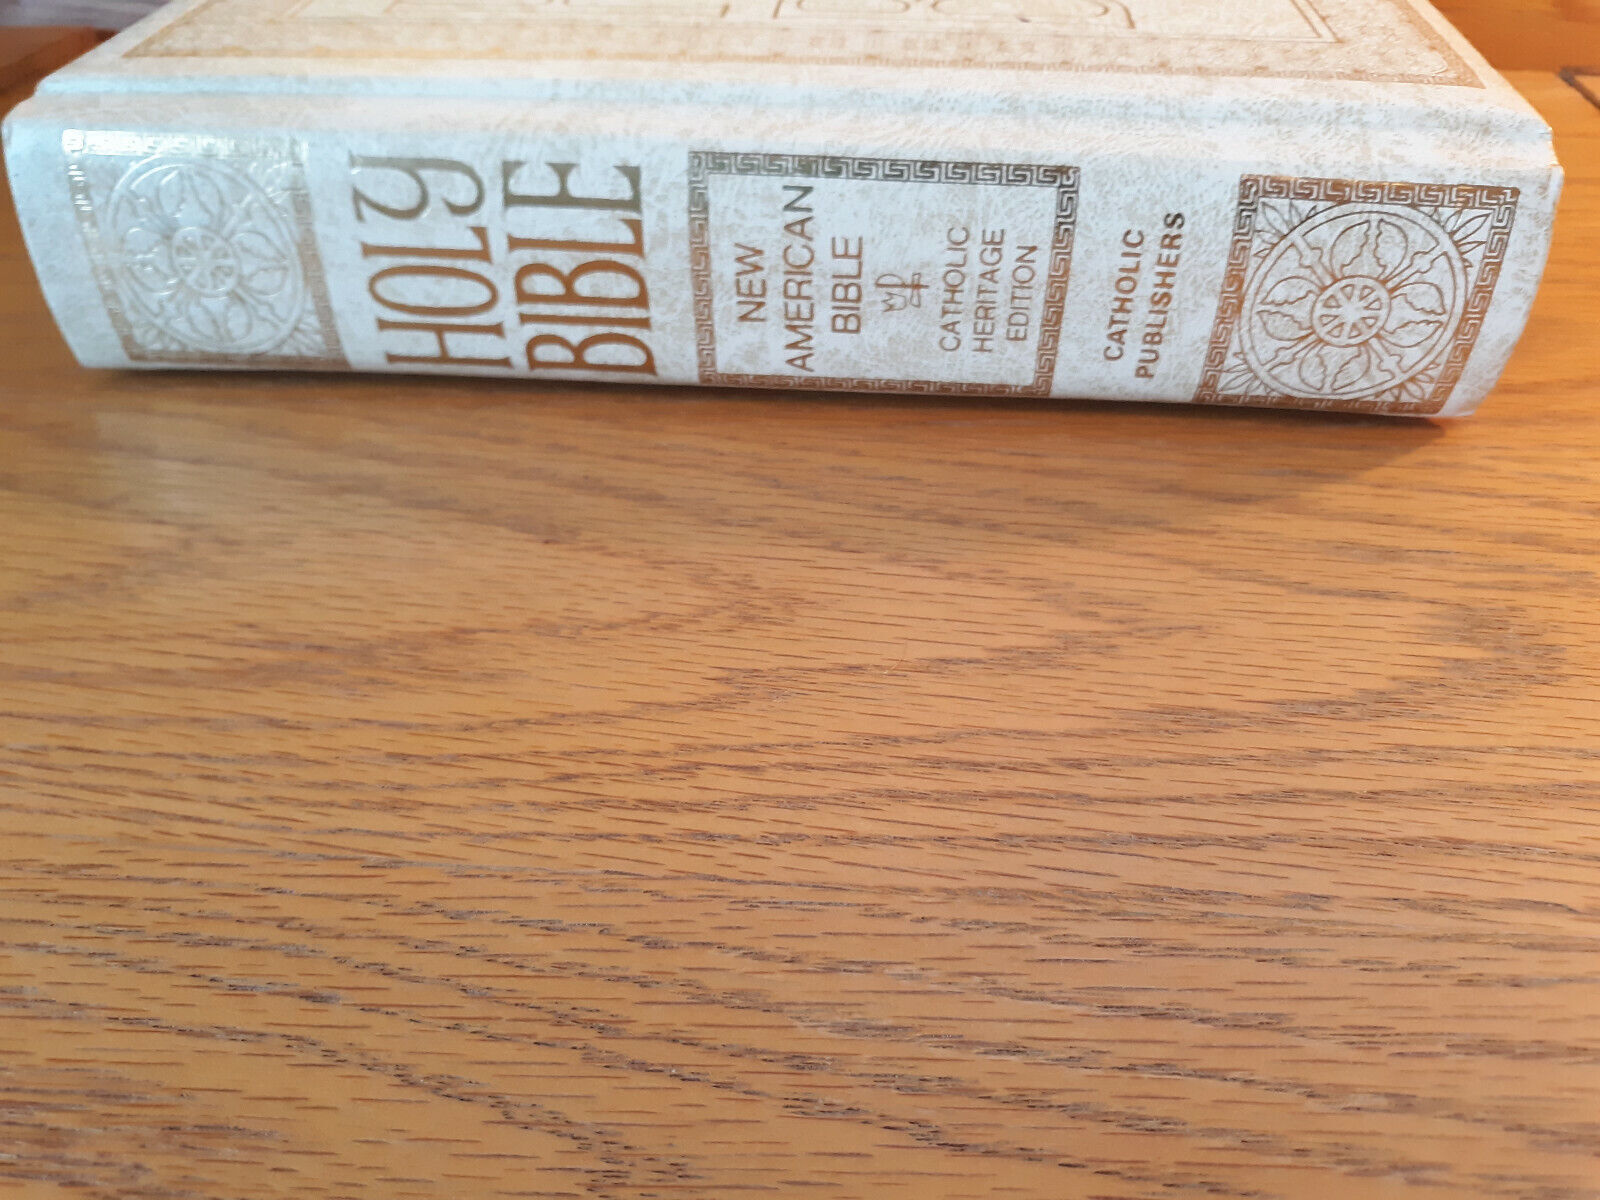 HOLY
BIBLE
NEW
AMERICAN
BIBLE
CATHOLIC
HERITAGE
EDITION
CATHOLIC
PUBLISHERS